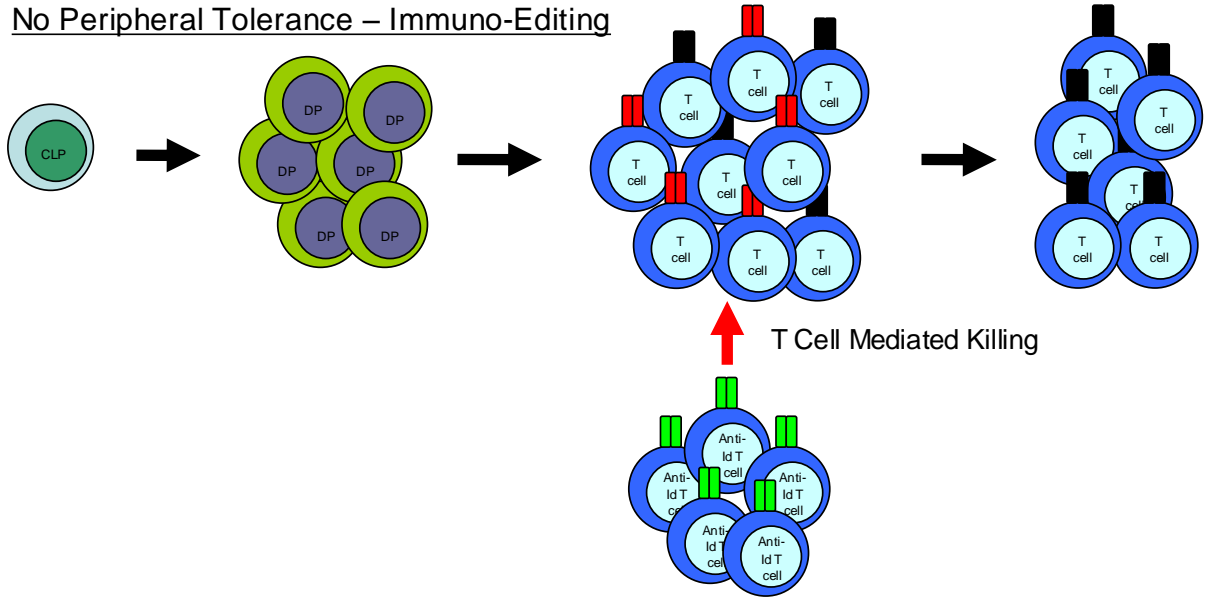 No Peripheral Tolerance – Immuno-Editing
CLP
DP
DP
DP
DP
DP
DP
T
cell
T
cell
T
cell
T
cell
T
cell
T
cell
T
cell
T
cell
T
cell
T
cell
T
cell
T
cell
T
cell
T
cell
T
cell
T Cell Mediated Killing
Anti-
Id T
cell
Anti-
Id T
cell
Anti-
Id T
cell
Anti-
Id T
cell
Anti-
Id T
cell